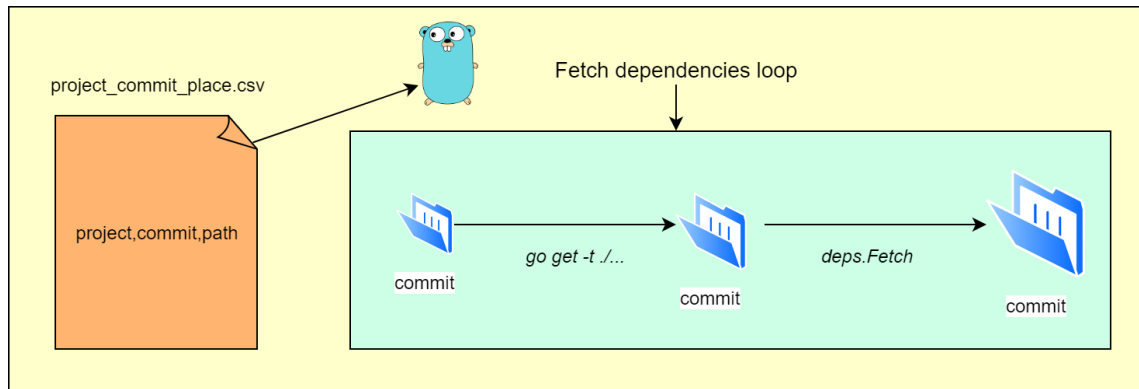 project_commit_place.csv
Fetch dependencies loop
project,commit,path
go get -t ./...
deps.Fetch
commit
commit
commit